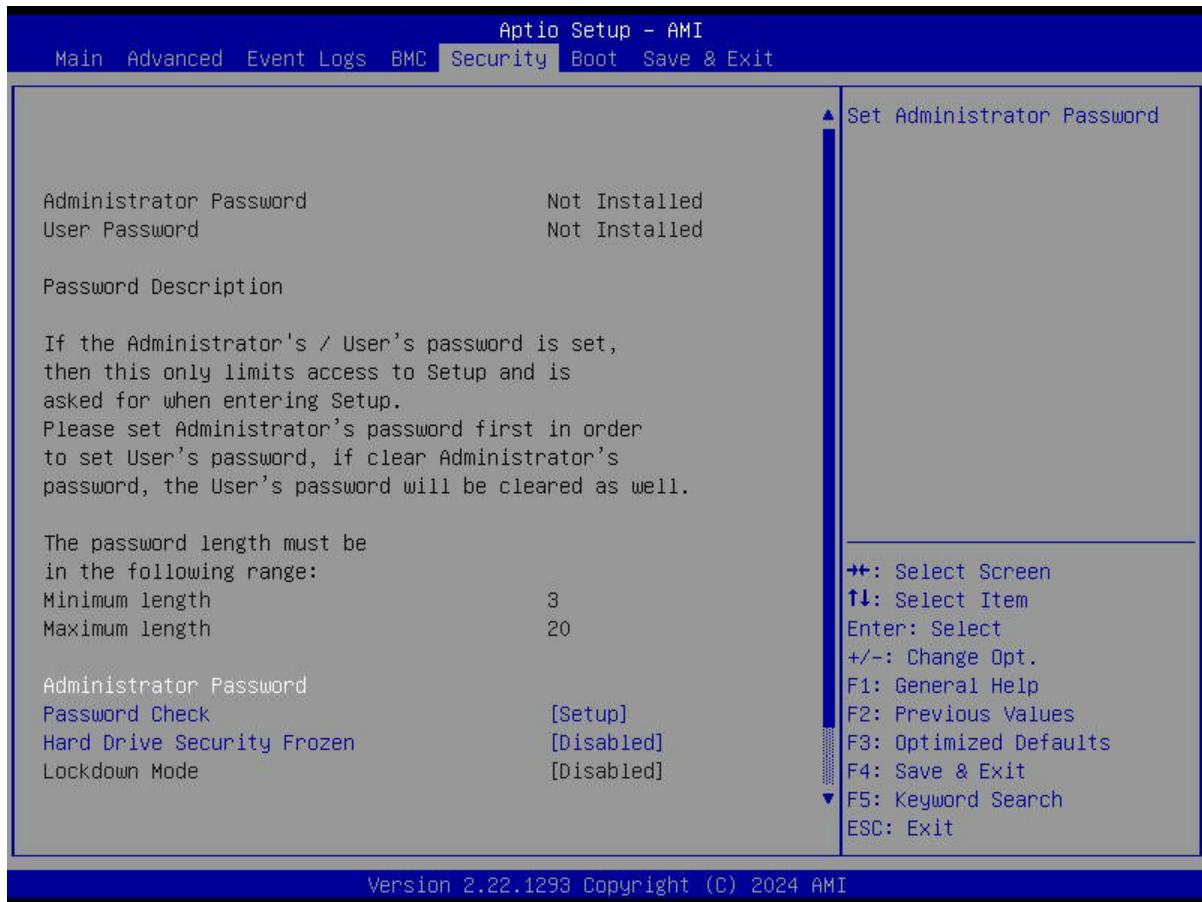 Aptio Setup – AMI
Main Advanced Event Logs BMC Security Boot Save & Exit
Set Administrator Password
Administrator Password Not Installed
User Password Not Installed
Password Description
If the Administrator's / User's password is set,
then this only limits access to Setup and is
asked for when entering Setup.
Please set Administrator's password first in order
to set User's password, if clear Administrator's
password, the User's password will be cleared as well.
The password length must be
in the following range:
Minimum length 3
Maximum length 20
Administrator Password
Password Check [Setup]
Hard Drive Security Frozen [Disabled]
Lockdown Mode [Disabled]
→←: Select Screen
↑↓: Select Item
Enter: Select
+/-: Change Opt.
F1: General Help
F2: Previous Values
F3: Optimized Defaults
F4: Save & Exit
F5: Keyword Search
ESC: Exit
Version 2.22.1293 Copyright (C) 2024 AMI